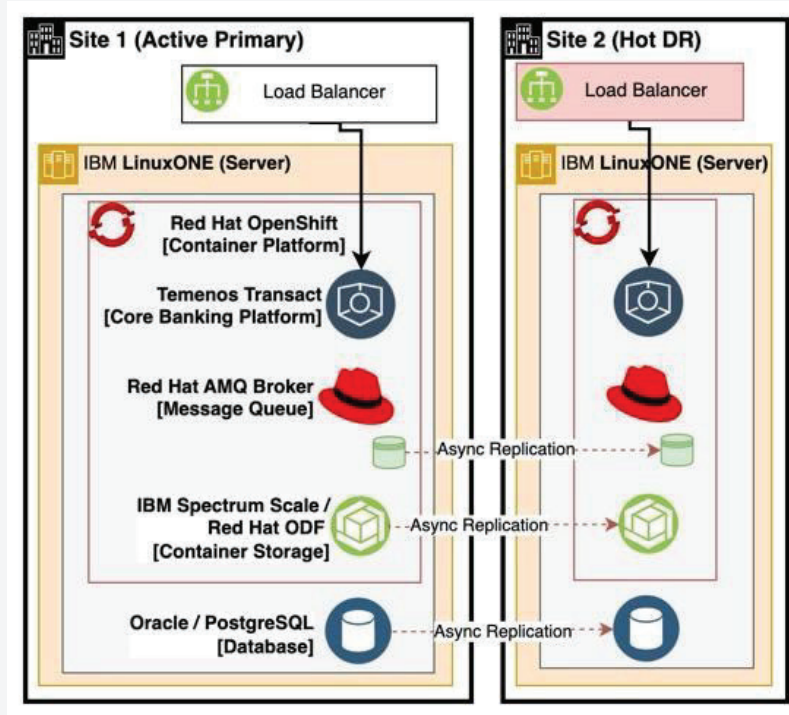 Site 1 (Active Primary)
Site 2 (Hot DR)
Load Balancer
Load Balancer
IBM LinuxONE (Server)
IBM LinuxONE (Server)
Red Hat OpenShift
[Container Platform]
Temenos Transact
[Core Banking Platform]
Red Hat AMQ Broker
[Message Queue]
Async Replication
IBM Spectrum Scale /
Red Hat ODF
[Container Storage]
Async Replication
Oracle / PostgreSQL
[Database]
Async Replication